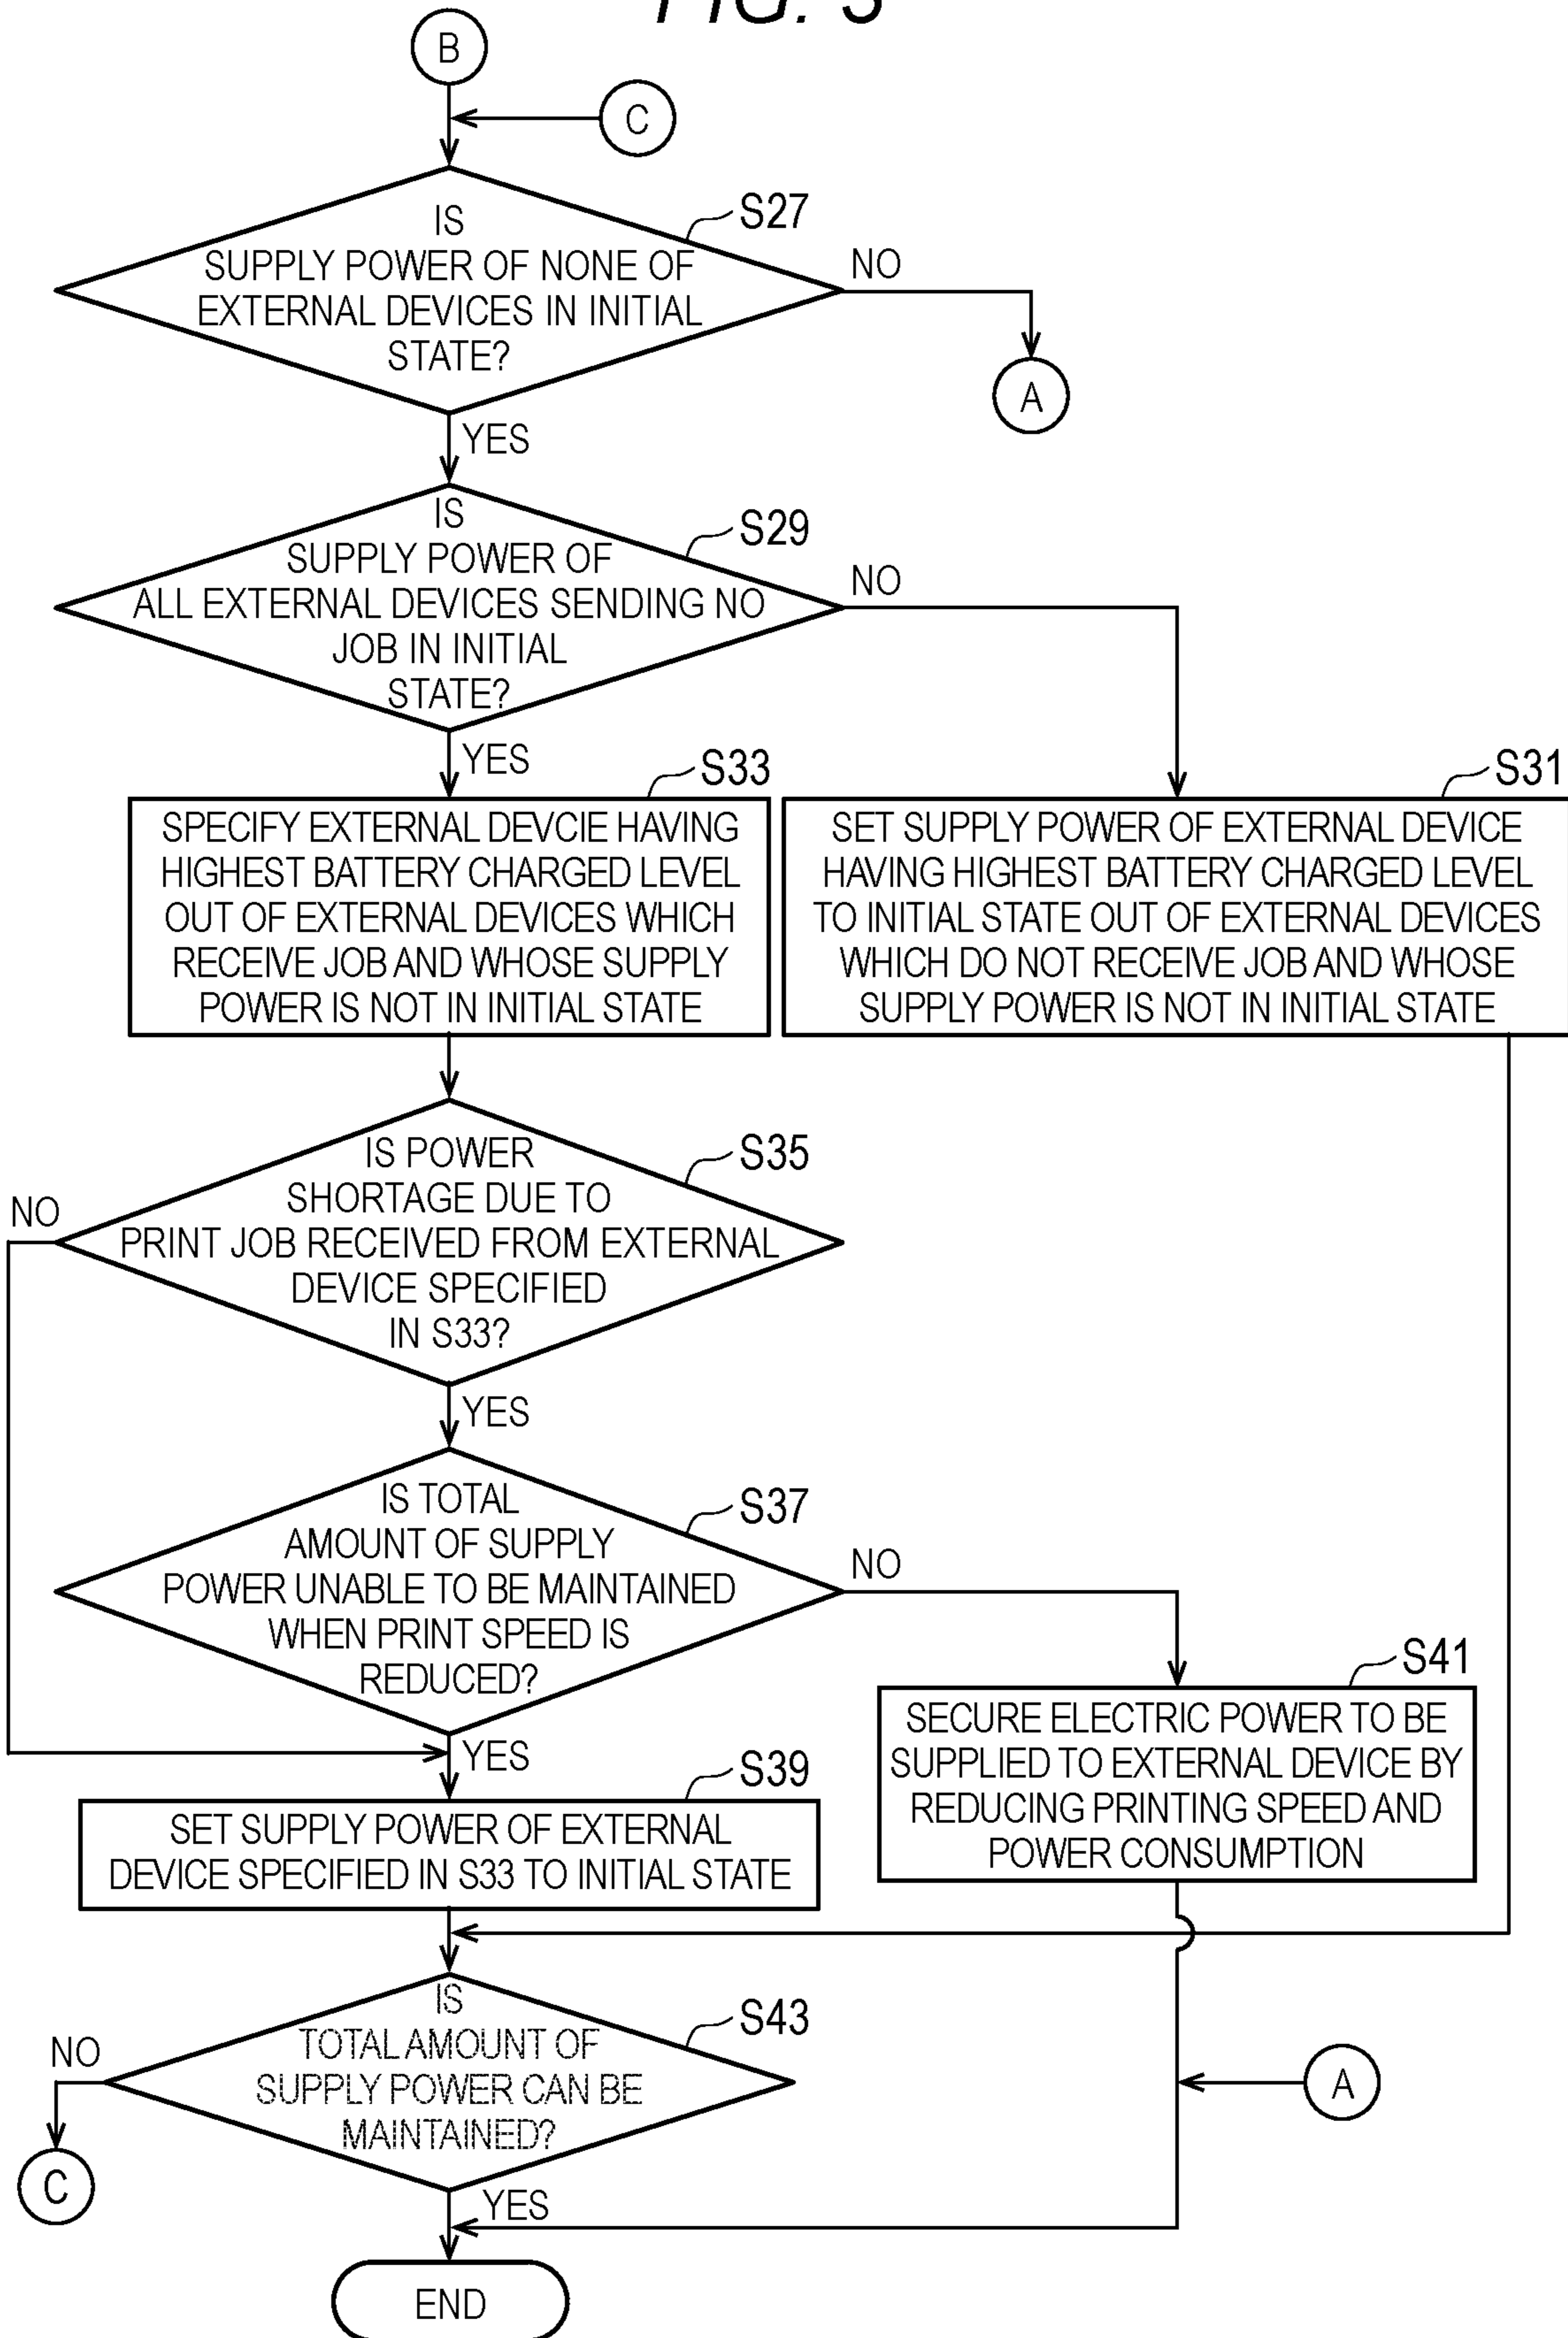 B
C
IS
SUPPLY POWER OF NONE OF
EXTERNAL DEVICES IN INITIAL
STATE?
S27
NO
A
YES
IS
SUPPLY POWER OF
ALL EXTERNAL DEVICES SENDING NO
JOB IN INITIAL
STATE?
S29
NO
YES
S33
SPECIFY EXTERNAL DEVCIE HAVING
HIGHEST BATTERY CHARGED LEVEL
OUT OF EXTERNAL DEVICES WHICH
RECEIVE JOB AND WHOSE SUPPLY
POWER IS NOT IN INITIAL STATE
S31
SET SUPPLY POWER OF EXTERNAL DEVICE
HAVING HIGHEST BATTERY CHARGED LEVEL
TO INITIAL STATE OUT OF EXTERNAL DEVICES
WHICH DO NOT RECEIVE JOB AND WHOSE
SUPPLY POWER IS NOT IN INITIAL STATE
IS POWER
SHORTAGE DUE TO
PRINT JOB RECEIVED FROM EXTERNAL
DEVICE SPECIFIED
IN S33?
S35
NO
YES
IS TOTAL
AMOUNT OF SUPPLY
POWER UNABLE TO BE MAINTAINED
WHEN PRINT SPEED IS
REDUCED?
S37
NO
YES
S41
SECURE ELECTRIC POWER TO BE
SUPPLIED TO EXTERNAL DEVICE BY
REDUCING PRINTING SPEED AND
POWER CONSUMPTION
S39
SET SUPPLY POWER OF EXTERNAL
DEVICE SPECIFIED IN S33 TO INITIAL STATE
IS
TOTAL AMOUNT OF
SUPPLY POWER CAN BE
MAINTAINED?
S43
NO
C
A
YES
END